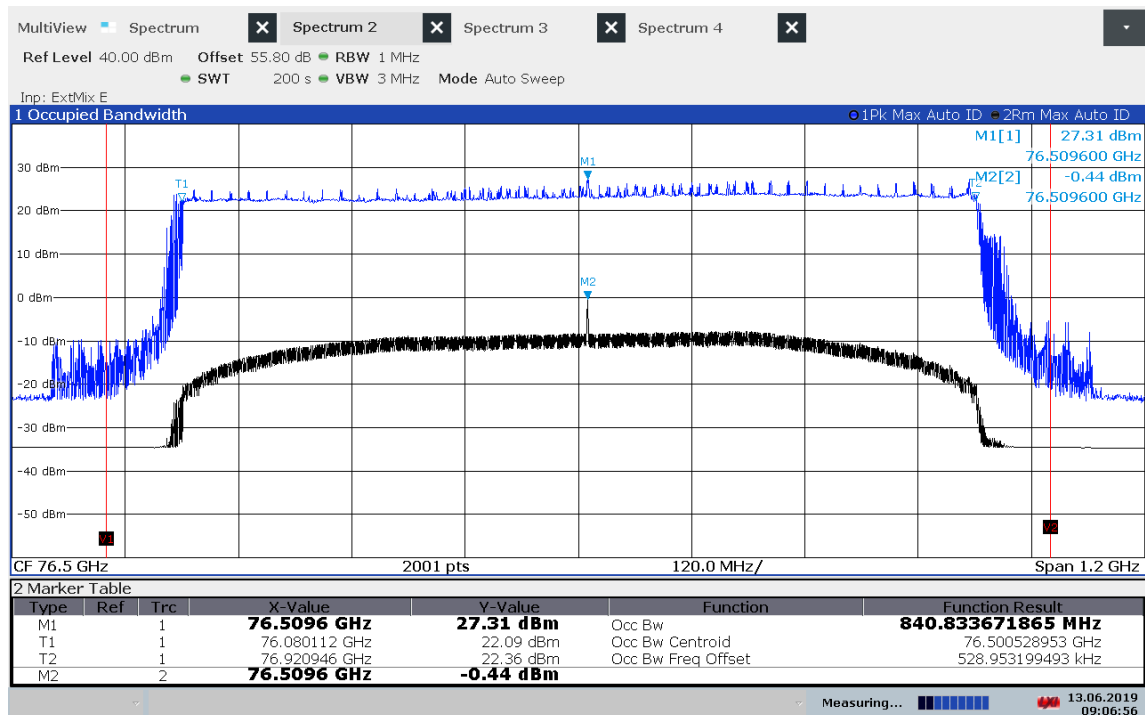 MultiView Spectrum Spectrum 2 Spectrum 3 Spectrum 4
Ref Level 40.00 dBm Offset 55.80 dB RBW 1 MHz
SWT 200 s VBW 3 MHz Mode Auto Sweep
Inp: ExtMix E
1 Occupied Bandwidth 1Pk Max Auto ID 2Rm Max Auto ID
M1[1] 27.31 dBm
76.509600 GHz
M2[2] -0.44 dBm
76.509600 GHz
30 dBm
M1
T1
T2
20 dBm
10 dBm
M2
0 dBm
-10 dBm
-20 dBm
-30 dBm
-40 dBm
-50 dBm
V1 V2
CF 76.5 GHz 2001 pts 120.0 MHz/ Span 1.2 GHz
2 Marker Table
Type Ref Trc X-Value Y-Value Function Function Result
M1 1 76.5096 GHz 27.31 dBm Occ Bw 840.833671865 MHz
T1 1 76.080112 GHz 22.09 dBm Occ Bw Centroid 76.500528953 GHz
T2 1 76.920946 GHz 22.36 dBm Occ Bw Freq Offset 528.953199493 kHz
M2 2 76.5096 GHz -0.44 dBm
Measuring... 13.06.2019
09:06:56